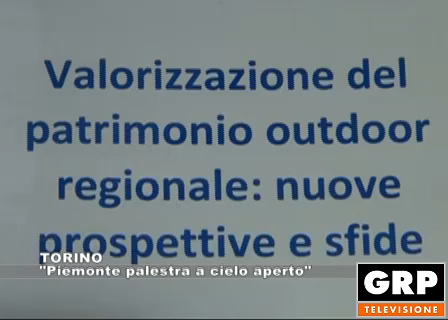 Valorizzazione del
patrimonio outdoor
regionale: nuove
prospettive e sfide
TORINO
"Piemonte palestra a cielo aperto"
GRP
TELEVISIONE